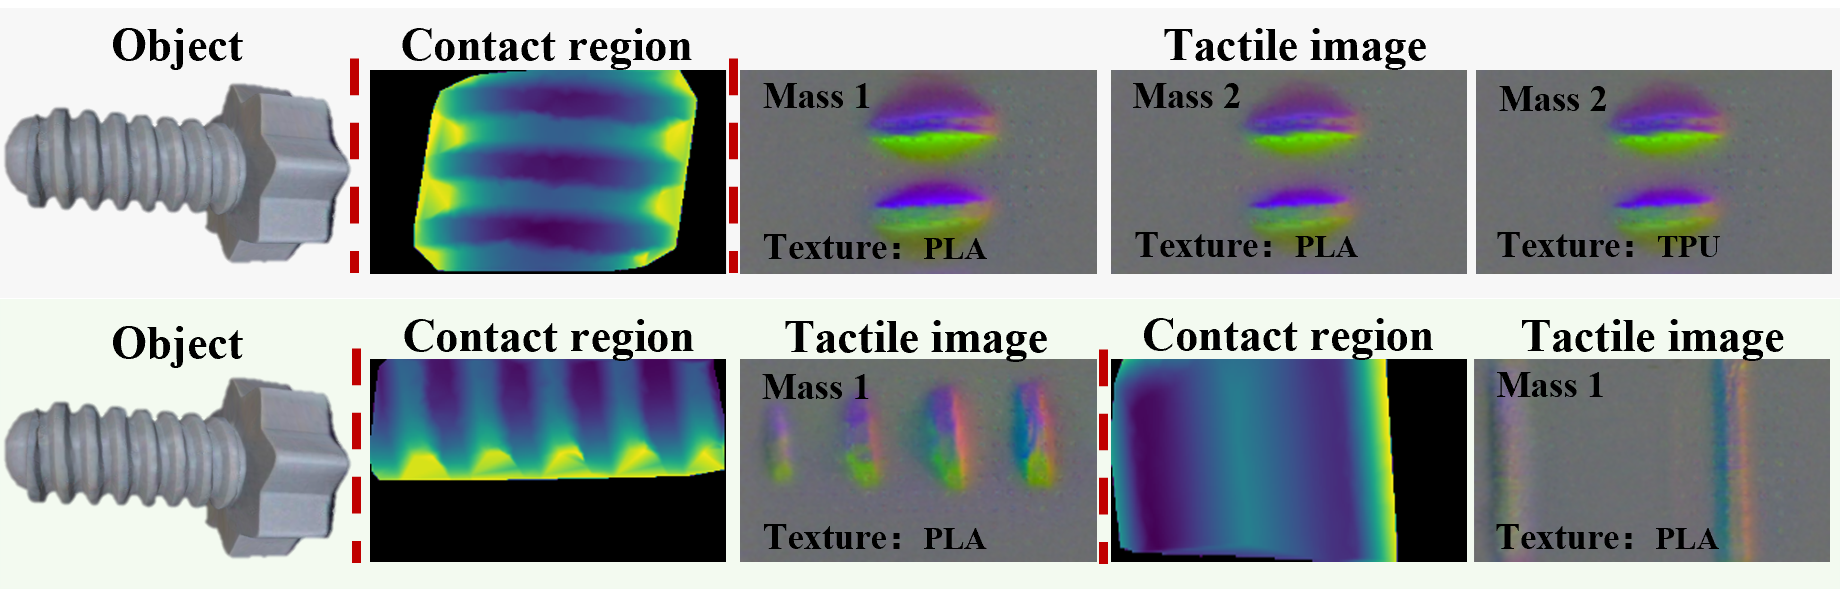 Object
Contact region
Tactile image
Mass 1
Mass 2
Mass 2
Texture：PLA
Texture：PLA
Texture：TPU
Object
Contact region
Tactile image
Contact region
Tactile image
Mass 1
Mass 1
Texture：PLA
Texture：PLA